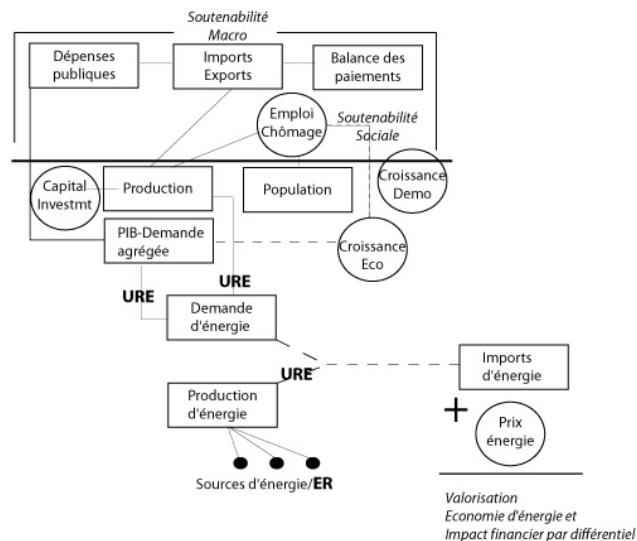 Soutenabilité
Macro
Dépenses
publiques
Imports
Exports
Balance des
paiements
Emploi
Chômage
Soutenabilité
Sociale
Capital
Investmt
Production
Population
Croissance
Demo
PIB-Demande
agrégée
Croissance
Eco
URE
URE
Demande
d'énergie
URE
Imports
d'énergie
Production
d'énergie
+
Prix
énergie
Sources d'énergie/ER
Valorisation
Economie d'énergie et
Impact financier par différentiel